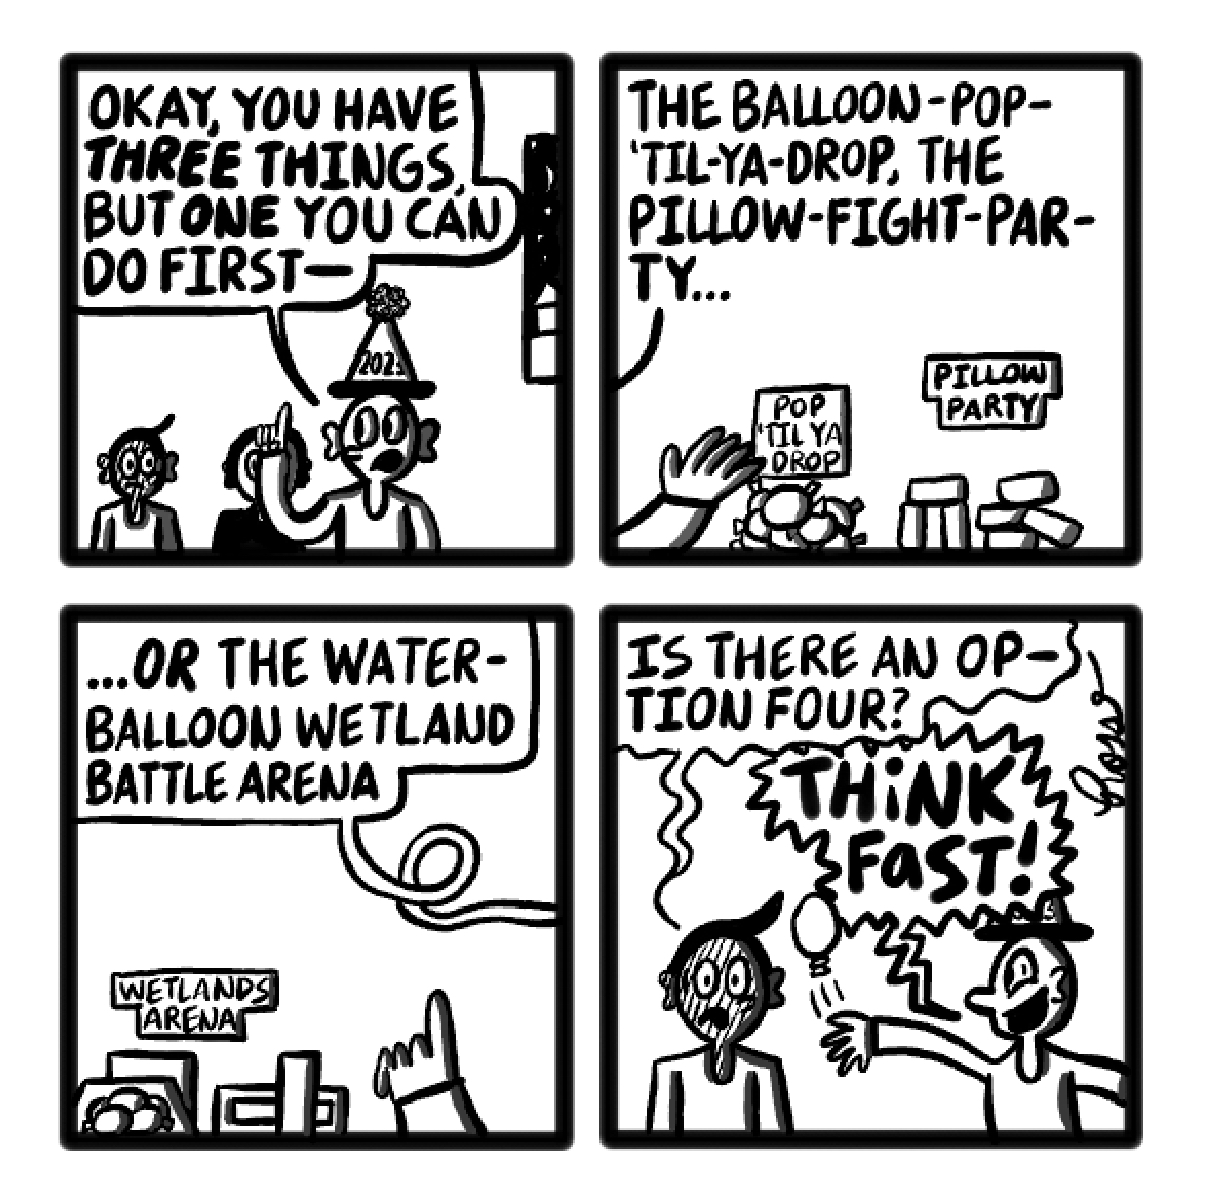 OKAY, YOU HAVE
THREE THINGS,
BUT ONE YOU CAN
DO FIRST—
THE BALLOON-POP-
'TIL-YA-DROP, THE
PILLOW-FIGHT-PAR-
TY...
POP
'TIL YA
DROP
PILLOW
PARTY
...OR THE WATER-
BALLOON WETLAND
BATTLE ARENA
WETLANDS
ARENA
IS THERE AN OP-
TION FOUR?
THiNK
FaST!